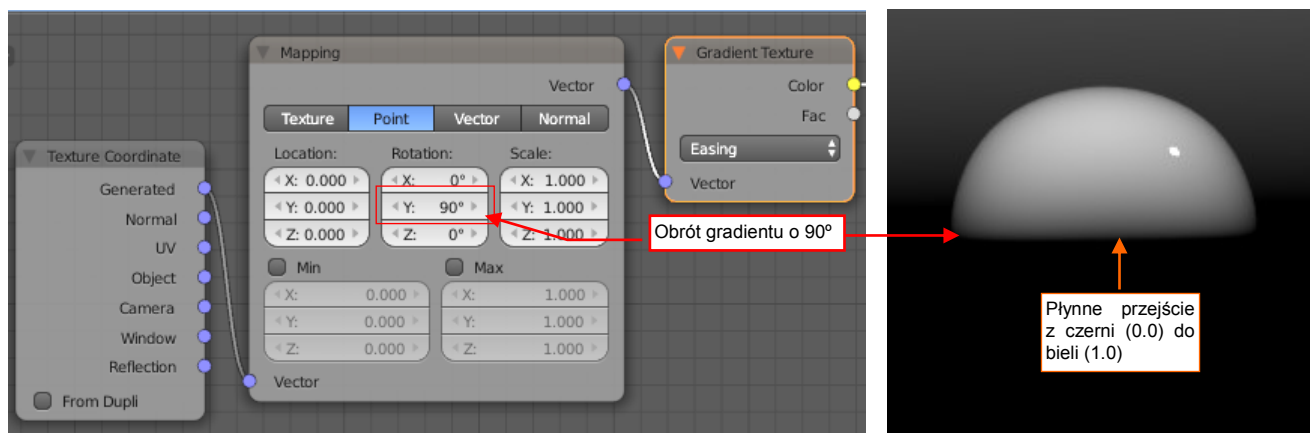 Texture Coordinate
Generated
Normal
UV
Object
Camera
Window
Reflection
From Dupli
Mapping
Vector
Texture Point Vector Normal
Location: Rotation: Scale:
X: 0.000 X: 0° X: 1.000
Y: 0.000 Y: 90° Y: 1.000
Z: 0.000 Z: 0° Z: 1.000
Min Max
X: 0.000 X: 1.000
Y: 0.000 Y: 1.000
Z: 0.000 Z: 1.000
Vector
Gradient Texture
Color
Fac
Easing
Vector
Obrót gradientu o 90º
Płynne przejście
z czerni (0.0) do
bieli (1.0)